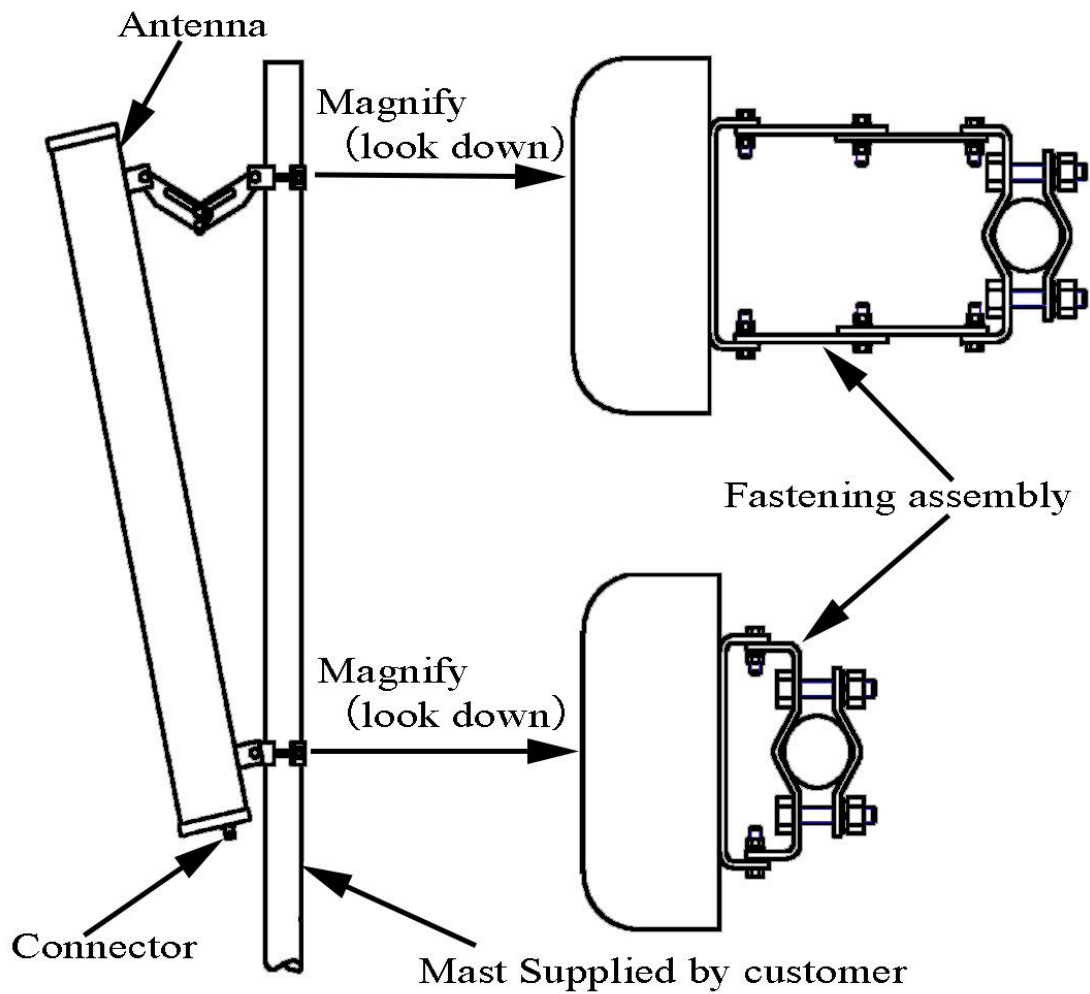 Antenna
Magnify
（look down）
Fastening assembly
Magnify
（look down）
Connector
Mast Supplied by customer